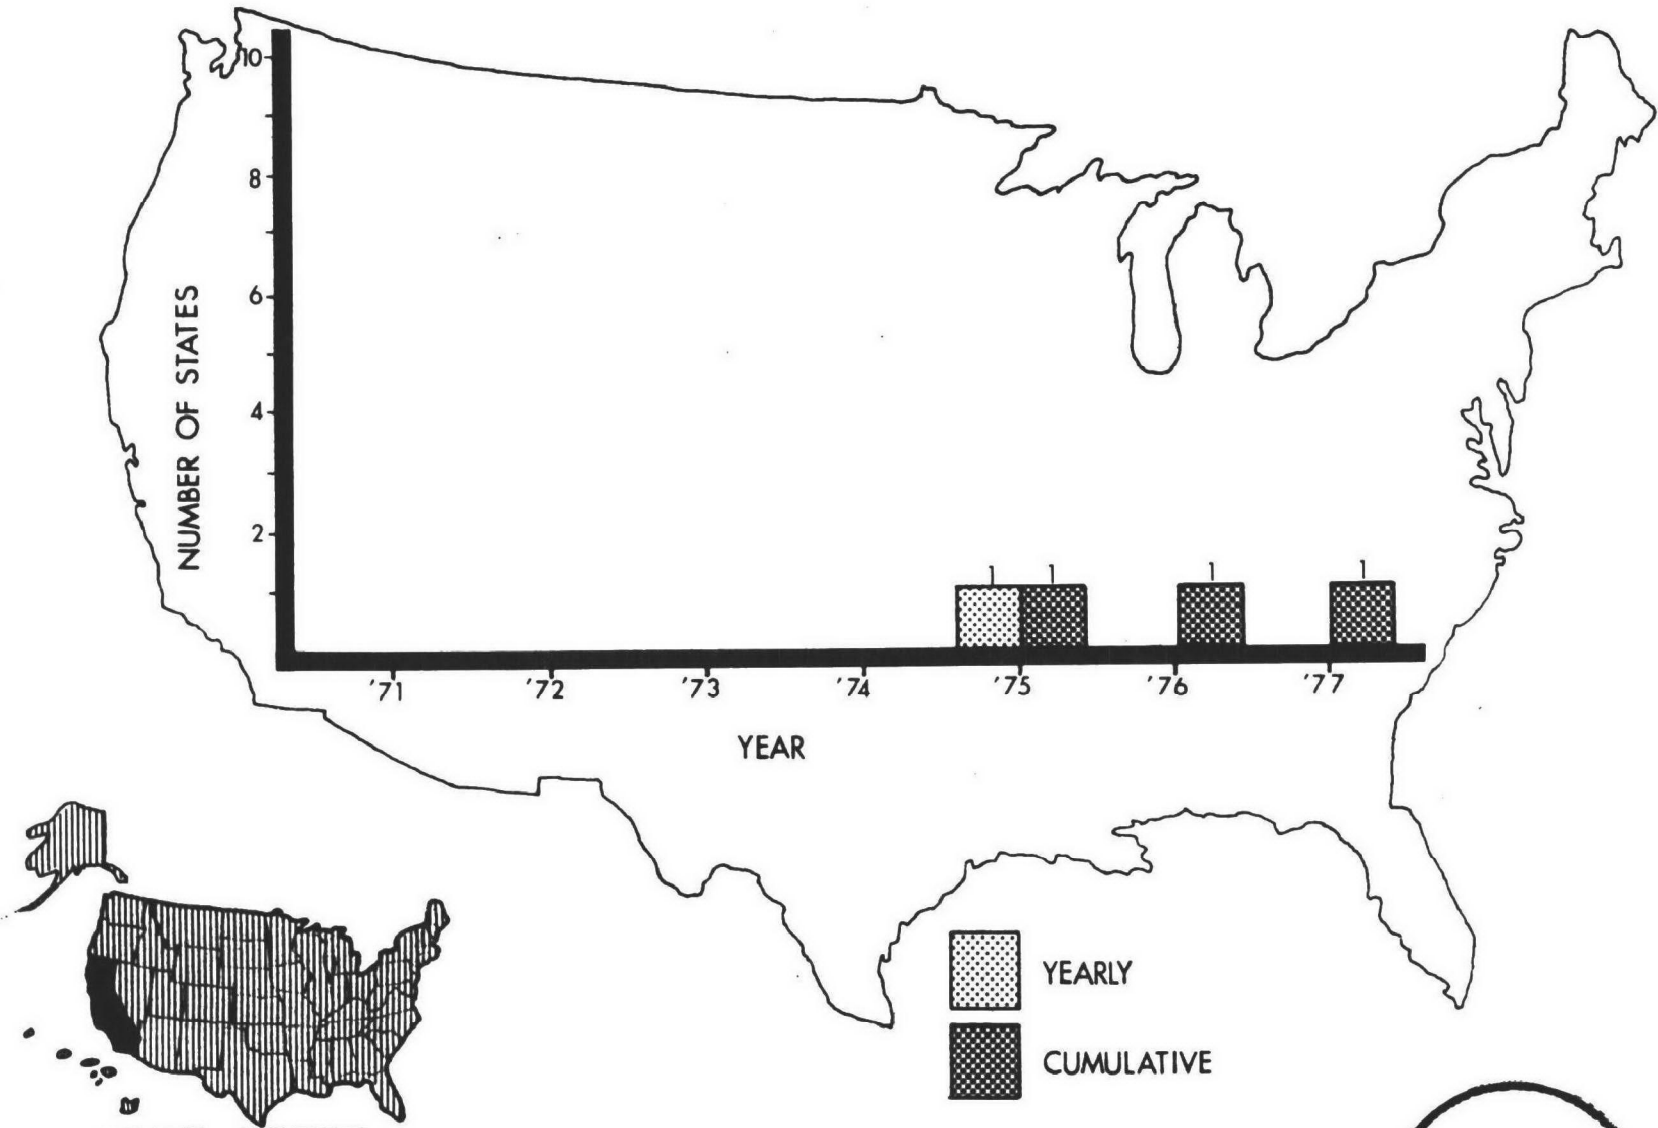 10
8
6
4
2
NUMBER OF STATES
1 1 1 1
'71 '72 '73 '74 '75 '76 '77
YEAR
YEARLY
CUMULATIVE